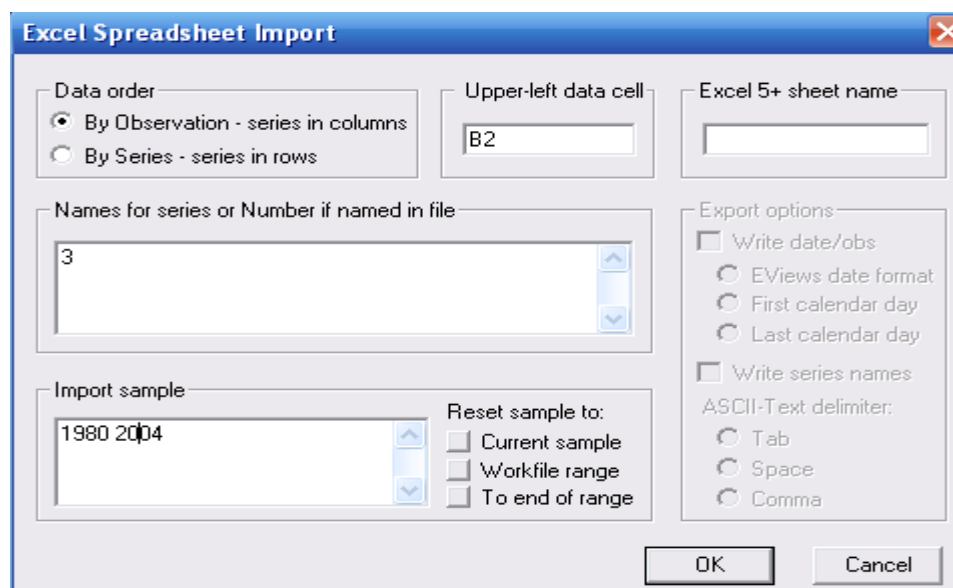 Excel Spreadsheet Import
Data order
By Observation - series in columns
By Series - series in rows
Upper-left data cell
B2
Excel 5+ sheet name
Names for series or Number if named in file
3
Export options
Write date/obs
EViews date format
First calendar day
Last calendar day
Write series names
ASCII-Text delimiter:
Tab
Space
Comma
Import sample
1980 2004
Reset sample to:
Current sample
Workfile range
To end of range
OK
Cancel